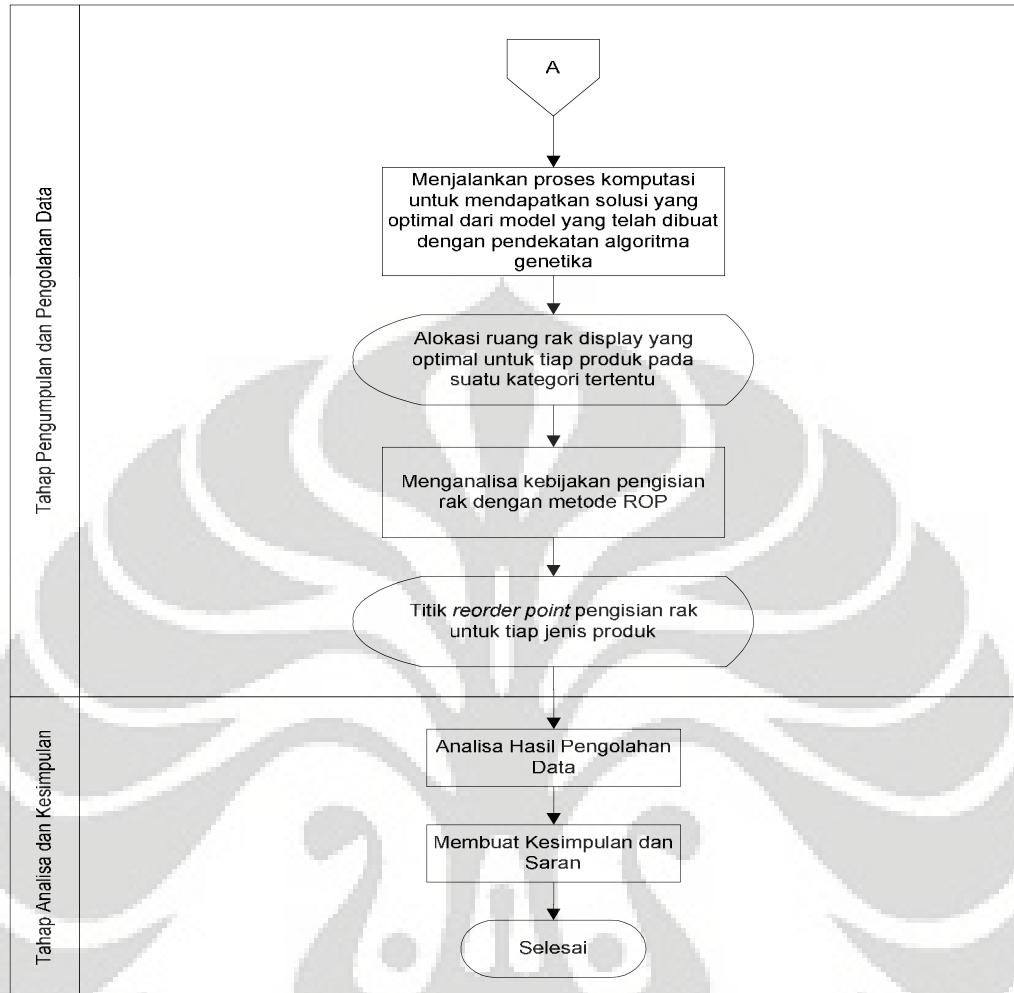 Tahap Pengumpulan dan Pengolahan Data
A
Menjalankan proses komputasi
untuk mendapatkan solusi yang
optimal dari model yang telah dibuat
dengan pendekatan algoritma
genetika
Alokasi ruang rak display yang
optimal untuk tiap produk pada
suatu kategori tertentu
Menganalisa kebijakan pengisian
rak dengan metode ROP
Titik reorder point pengisian rak
untuk tiap jenis produk
Tahap Analisa dan Kesimpulan
Analisa Hasil Pengolahan
Data
Membuat Kesimpulan dan
Saran
Selesai